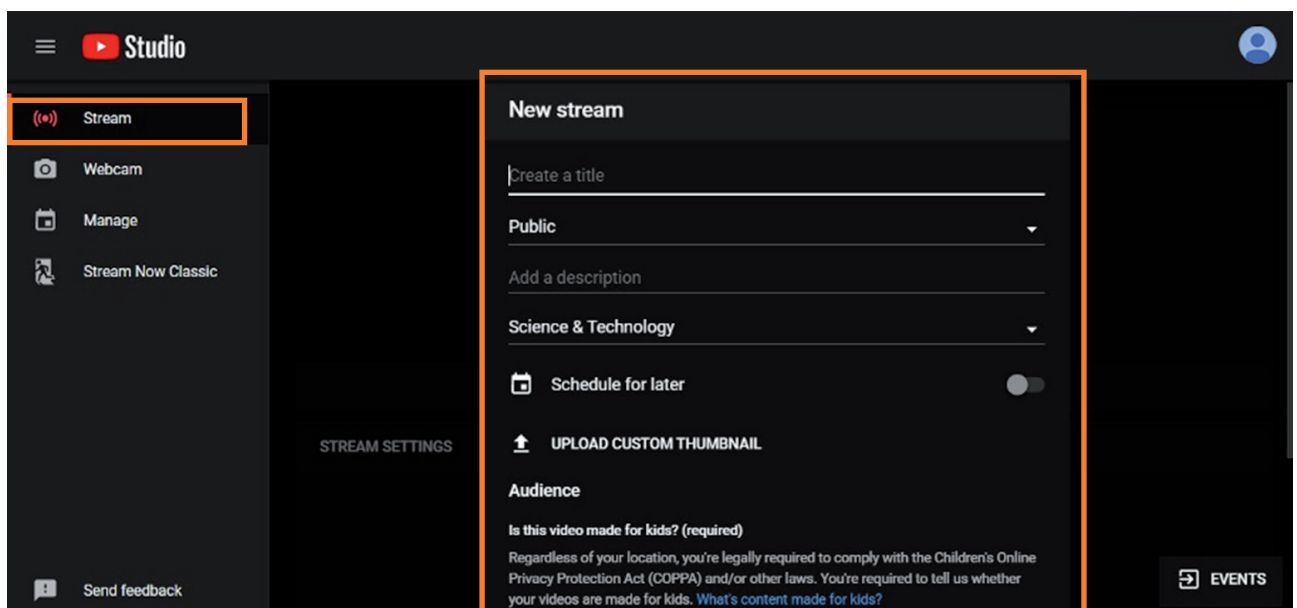 Studio
Stream
Webcam
Manage
Stream Now Classic
Send feedback
STREAM SETTINGS
New stream
Create a title
Public
Add a description
Science & Technology
Schedule for later
UPLOAD CUSTOM THUMBNAIL
Audience
Is this video made for kids? (required)
Regardless of your location, you're legally required to comply with the Children's Online
Privacy Protection Act (COPPA) and/or other laws. You're required to tell us whether
your videos are made for kids. What's content made for kids?
EVENTS